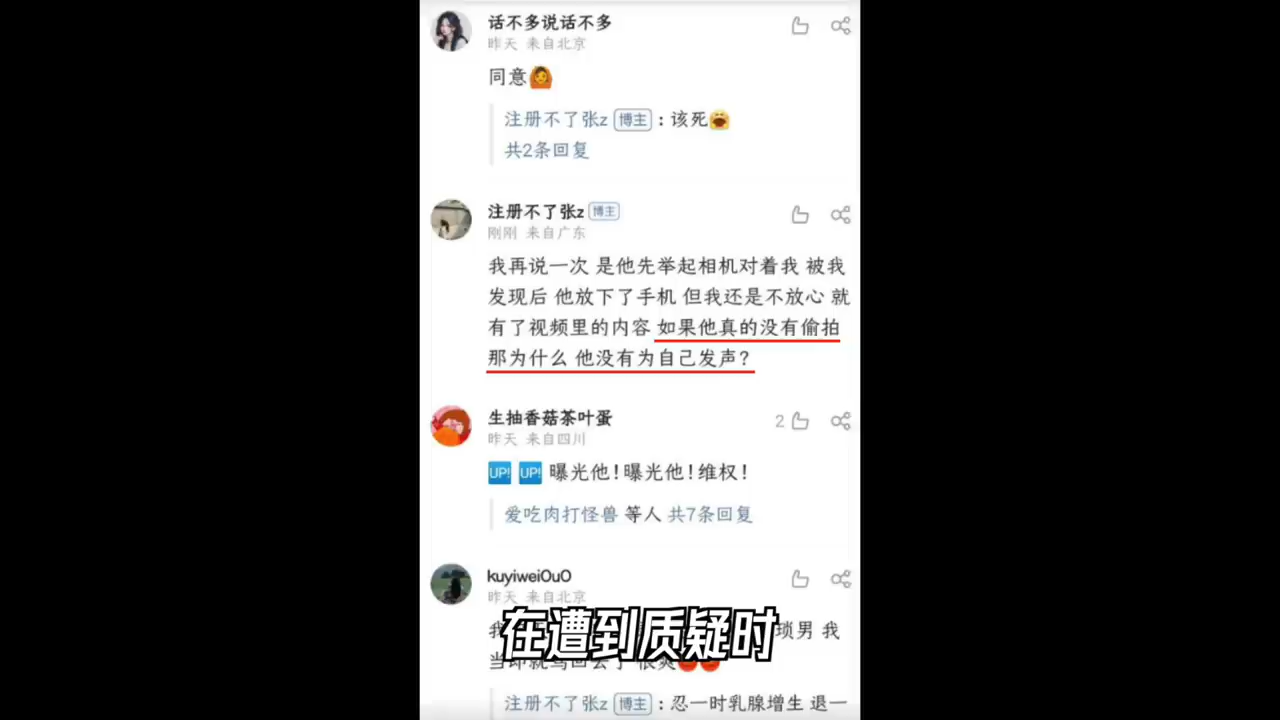 话不多说话不多
昨天 来自北京
同意🙆
注册不了张z 博主：该死😫
共2条回复
注册不了张z 博主
刚刚 来自广东
我再说一次 是他先举起相机对着我 被我
发现后 他放下了手机 但我还是不放心 就
有了视频里的内容 如果他真的没有偷拍
那为什么 他没有为自己发声?
生抽香菇茶叶蛋
2
昨天 来自四川
UP! UP! 曝光他!曝光他!维权!
爱吃肉打怪兽 等人 共7条回复
kuyiweiOuO
昨天 来自北京
我 琐男 我
在遭到质疑时
注册不了张z 博主：忍一时乳腺增生 退一